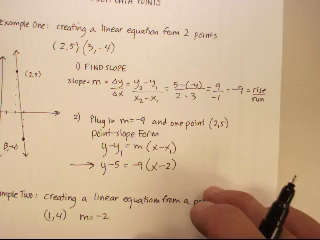 DATA POINTS
Example One: creating a linear equation from 2 points
(2,5) (3,-4)
1) FIND SLOPE
slope = m = Δy/Δx = y₂-y₁/x₂-x₁ = 5-(-4)/2-3 = 9/-1 = -9 = rise/run
(2,5)
(3,-4)
2) Plug in m=-9 and one point (2,5)
point-slope Form
y-y₁ = m(x-x₁)
→ y-5 = -9(x-2)
ample Two: creating a linear equation from a
(1,4) m=-2